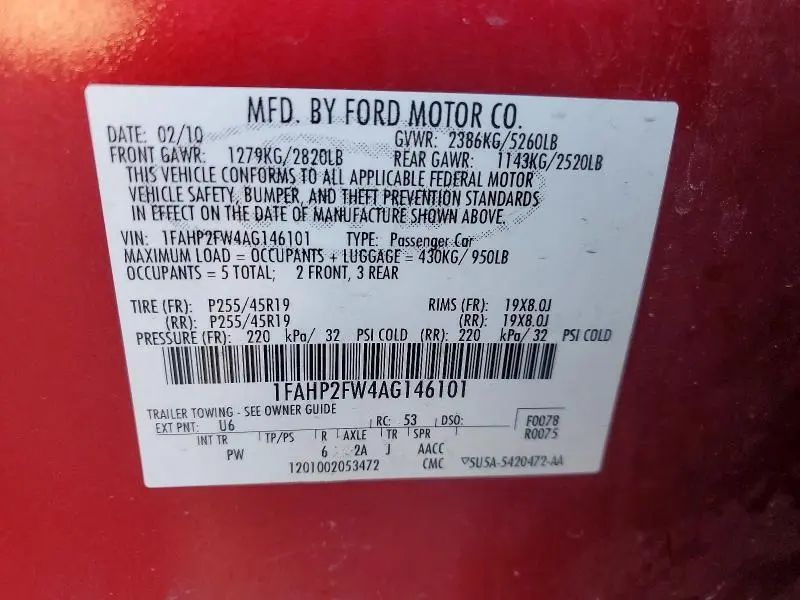 MFD. BY FORD MOTOR CO.
DATE: 02/10 GVWR: 2386KG/5260LB
FRONT GAWR: 1279KG/2820LB REAR GAWR: 1143KG/2520LB
THIS VEHICLE CONFORMS TO ALL APPLICABLE FEDERAL MOTOR
VEHICLE SAFETY, BUMPER, AND THEFT PREVENTION STANDARDS
IN EFFECT ON THE DATE OF MANUFACTURE SHOWN ABOVE.
VIN: 1FAHP2FW4AG146101 TYPE: Passenger Car
MAXIMUM LOAD = OCCUPANTS + LUGGAGE = 430KG/ 950LB
OCCUPANTS = 5 TOTAL; 2 FRONT, 3 REAR
TIRE (FR): P255/45R19 RIMS (FR): 19X8.0J
(RR): P255/45R19 (RR): 19X8.0J
PRESSURE (FR): 220 kPa/ 32 PSI COLD (RR): 220 kPa/ 32 PSI COLD
1FAHP2FW4AG146101
TRAILER TOWING - SEE OWNER GUIDE
EXT PNT: U6 RC: 53 DSO: F0078
INT TR TP/PS R AXLE TR SPR R0075
PW 6 2A J AACC
1201002053472 CMC 5U5A-5420472-AA